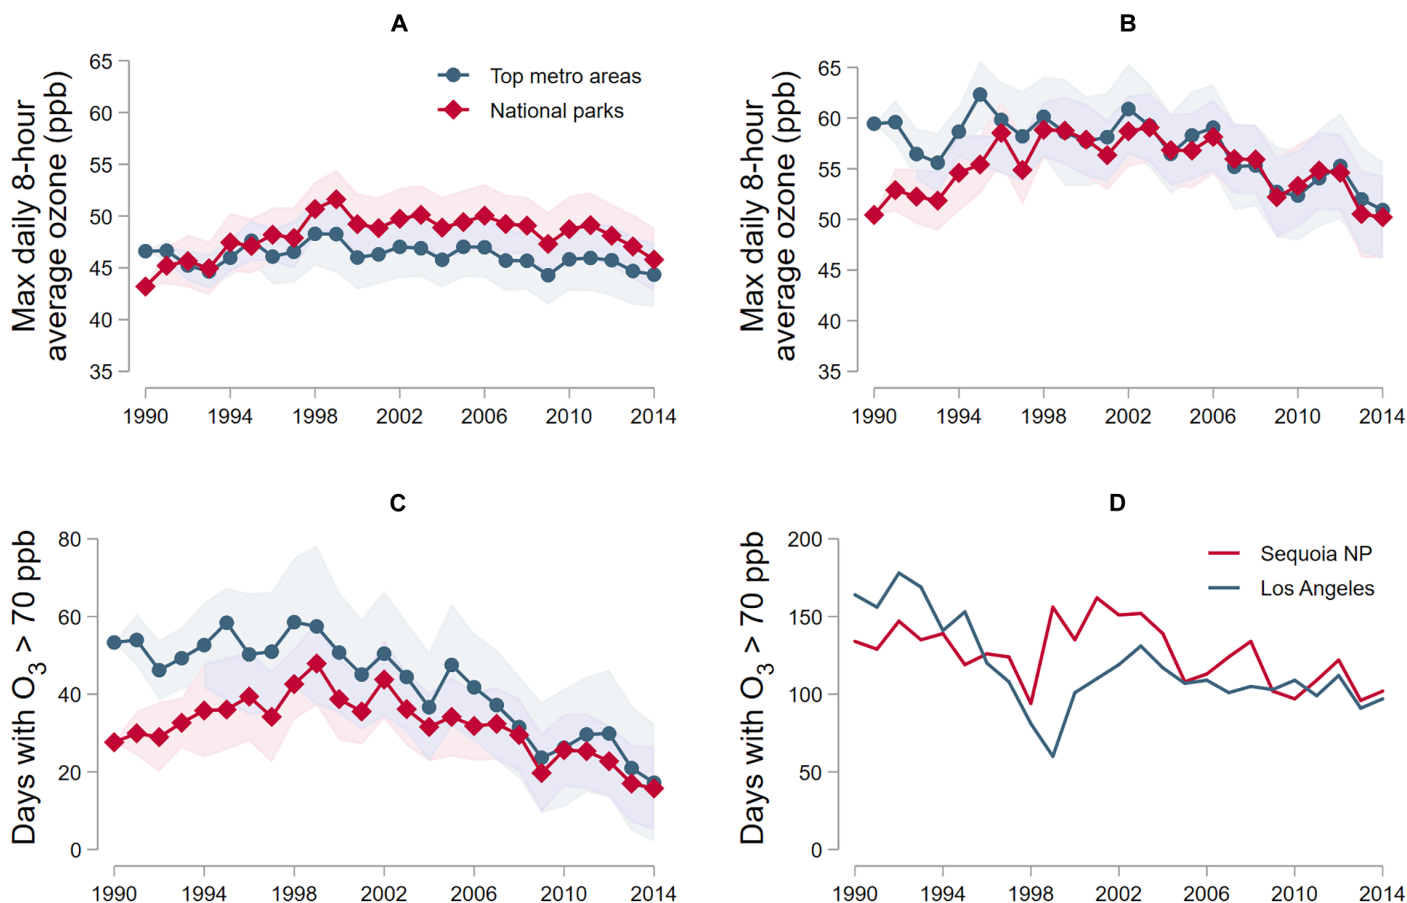 A
Max daily 8-hour
average ozone (ppb)
65
60
55
50
45
40
35
Top metro areas
National parks
1990 1994 1998 2002 2006 2010 2014
B
Max daily 8-hour
average ozone (ppb)
65
60
55
50
45
40
35
1990 1994 1998 2002 2006 2010 2014
C
Days with O3 > 70 ppb
80
60
40
20
0
1990 1994 1998 2002 2006 2010 2014
D
Days with O3 > 70 ppb
200
150
100
50
0
Sequoia NP
Los Angeles
1990 1994 1998 2002 2006 2010 2014